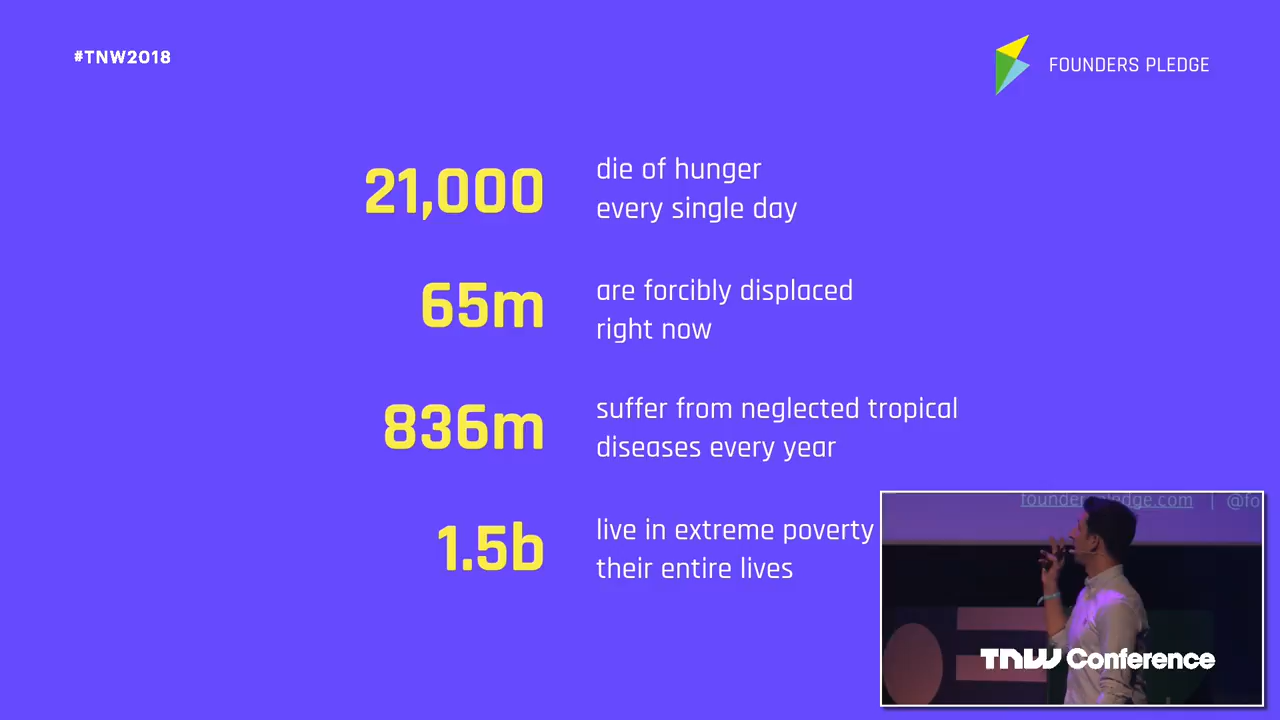 #TNW2018
FOUNDERS PLEDGE
21,000
die of hunger
every single day
65m
are forcibly displaced
right now
836m
suffer from neglected tropical
diseases every year
1.5b
live in extreme poverty
their entire lives
| @fo
TNW Conference